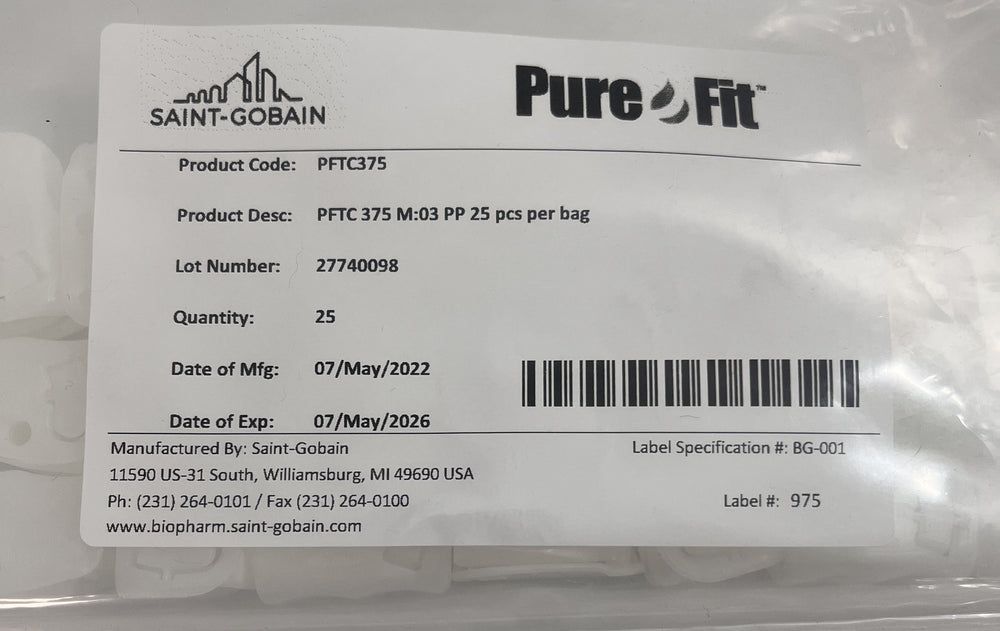 SAINT-GOBAIN
Pure Fit™
Product Code: PFTC375
Product Desc: PFTC 375 M:03 PP 25 pcs per bag
Lot Number: 27740098
Quantity: 25
Date of Mfg: 07/May/2022
Date of Exp: 07/May/2026
Manufactured By: Saint-Gobain
Label Specification #: BG-001
11590 US-31 South, Williamsburg, MI 49690 USA
Ph: (231) 264-0101 / Fax (231) 264-0100
Label #: 975
www.biopharm.saint-gobain.com